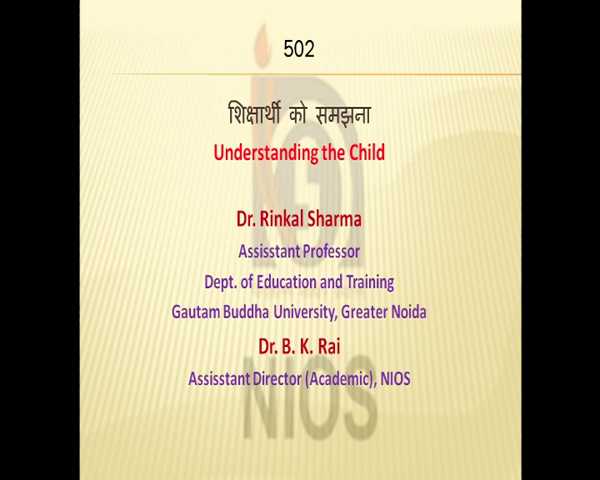 502
शिक्षार्थी को समझना
Understanding the Child
Dr. Rinkal Sharma
Assisstant Professor
Dept. of Education and Training
Gautam Buddha University, Greater Noida
Dr. B. K. Rai
Assisstant Director (Academic), NIOS
NIOS